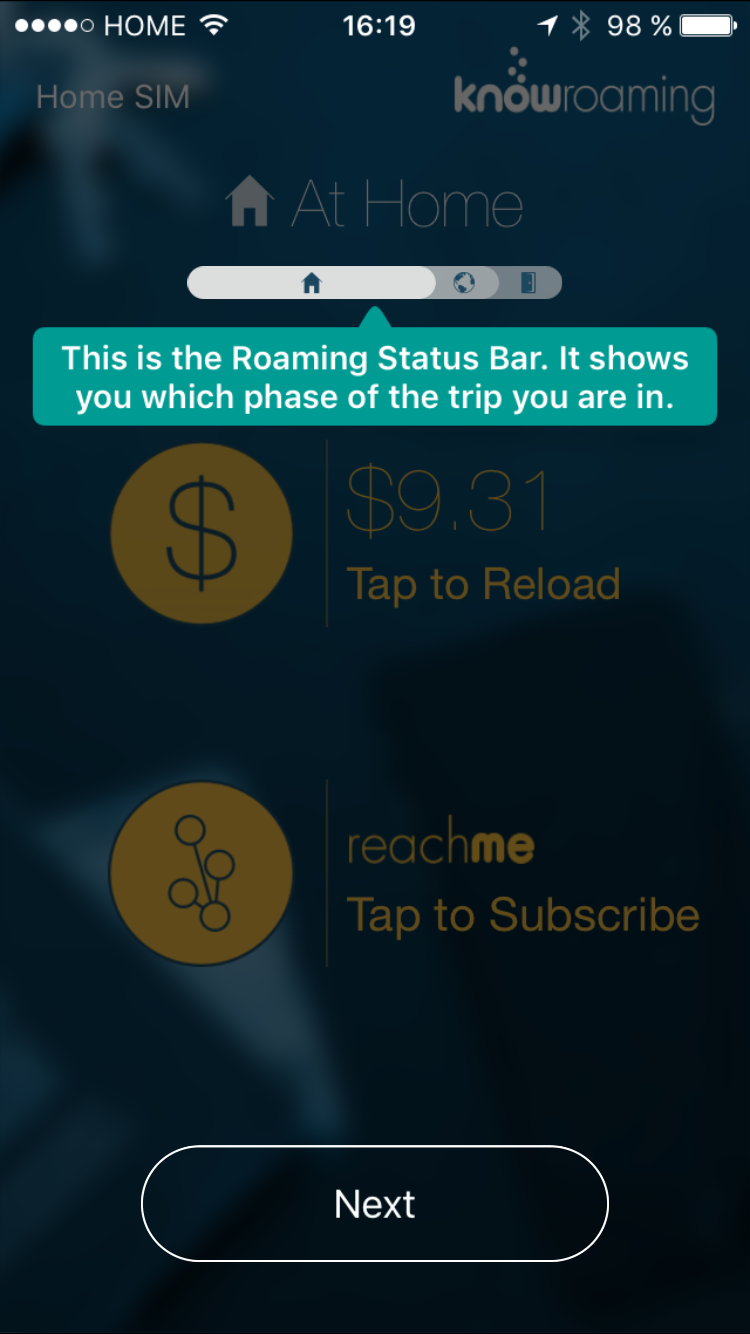 HOME 16:19 98 %
Home SIM knowroaming
At Home
This is the Roaming Status Bar. It shows
you which phase of the trip you are in.
$
$9.31
Tap to Reload
reachme
Tap to Subscribe
Next